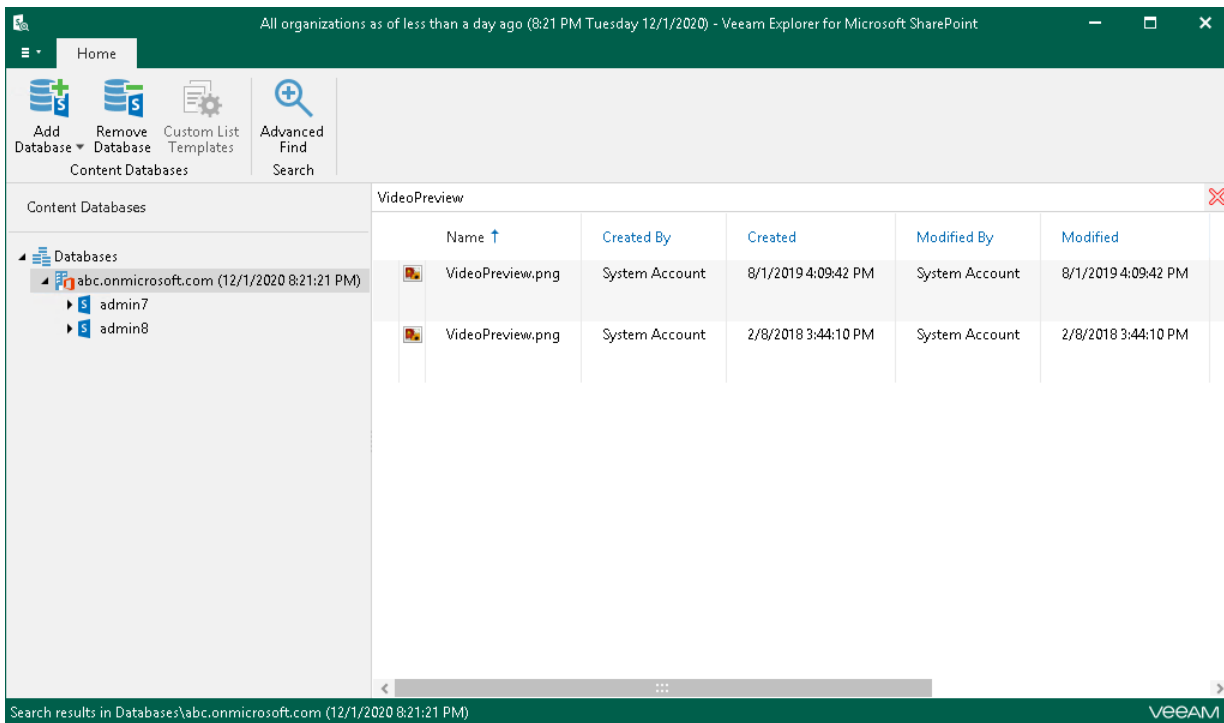 All organizations as of less than a day ago (8:21 PM Tuesday 12/1/2020) - Veeam Explorer for Microsoft SharePoint
Home
Add Database
Remove Database
Custom List Templates
Advanced Find
Content Databases
Search
Content Databases
Databases
abc.onmicrosoft.com (12/1/2020 8:21:21 PM)
S admin7
S admin8
VideoPreview
Name ↑ Created By Created Modified By Modified
VideoPreview.png System Account 8/1/2019 4:09:42 PM System Account 8/1/2019 4:09:42 PM
VideoPreview.png System Account 2/8/2018 3:44:10 PM System Account 2/8/2018 3:44:10 PM
Search results in Databases\abc.onmicrosoft.com (12/1/2020 8:21:21 PM)
veeam